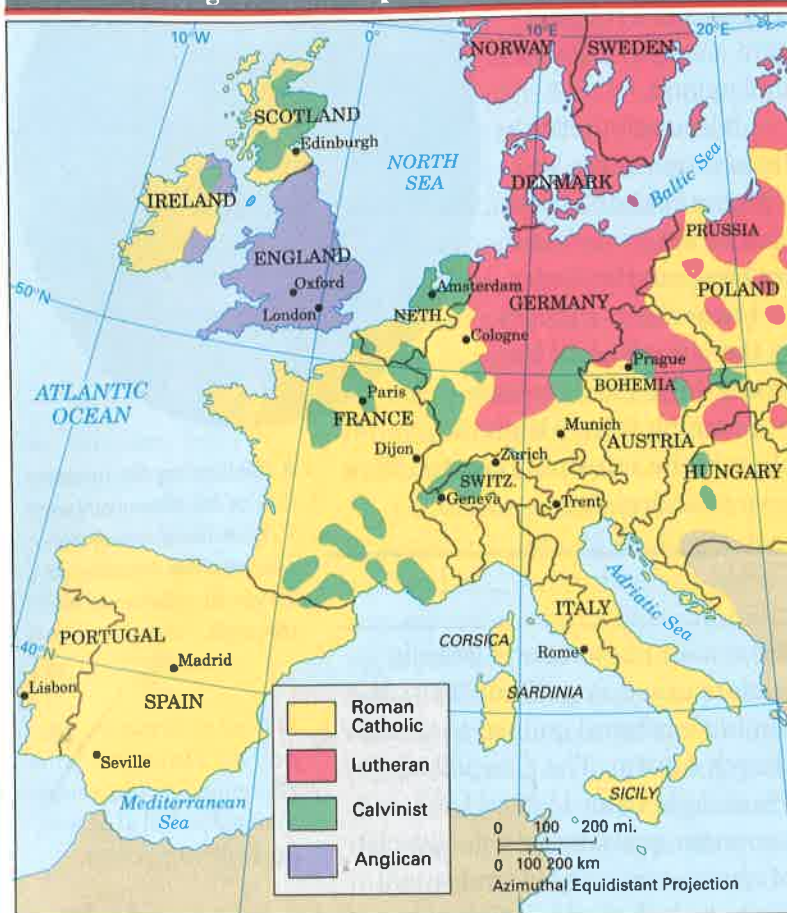 10°W
0°
10°E
20°E
NORWAY
SWEDEN
SCOTLAND
Edinburgh
NORTH
SEA
DENMARK
Baltic Sea
IRELAND
PRUSSIA
ENGLAND
50°N
Oxford
London
Amsterdam
NETH.
GERMANY
POLAND
Cologne
Prague
BOHEMIA
ATLANTIC
OCEAN
Paris
FRANCE
Munich
Dijon
AUSTRIA
Zurich
SWITZ.
HUNGARY
Geneva
Trent
Adriatic Sea
ITALY
PORTUGAL
CORSICA
40°N
Rome
Madrid
Lisbon
SPAIN
SARDINIA
Seville
Mediterranean
Sea
SICILY
Roman
Catholic
Lutheran
Calvinist
Anglican
0 100 200 mi.
0 100 200 km
Azimuthal Equidistant Projection